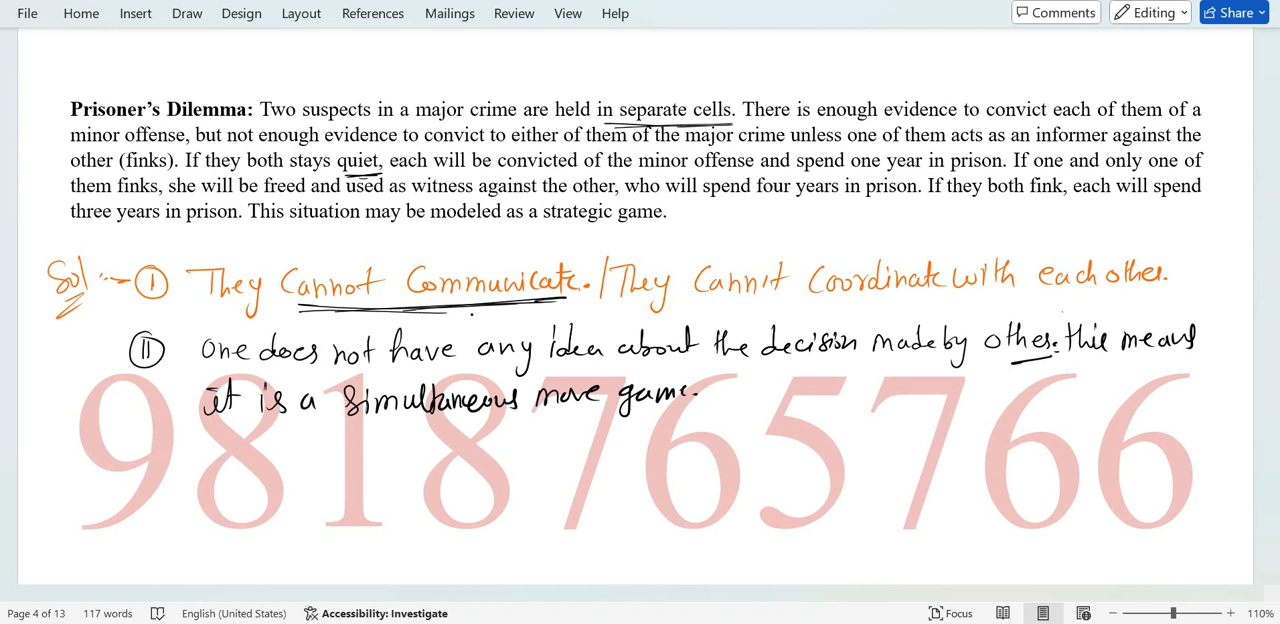 File Home Insert Draw Design Layout References Mailings Review View Help Comments Editing Share
Prisoner's Dilemma: Two suspects in a major crime are held in separate cells. There is enough evidence to convict each of them of a
minor offense, but not enough evidence to convict to either of them of the major crime unless one of them acts as an informer against the
other (finks). If they both stays quiet, each will be convicted of the minor offense and spend one year in prison. If one and only one of
them finks, she will be freed and used as witness against the other, who will spend four years in prison. If they both fink, each will spend
three years in prison. This situation may be modeled as a strategic game.
Sol :- (I) They Cannot Communicate. / They Cannot Coordinate with each other.
(II) One does not have any idea about the decision made by other. this means
it is a simultaneous move game.
9818765766
Page 4 of 13 117 words English (United States) Accessibility: Investigate Focus 110%